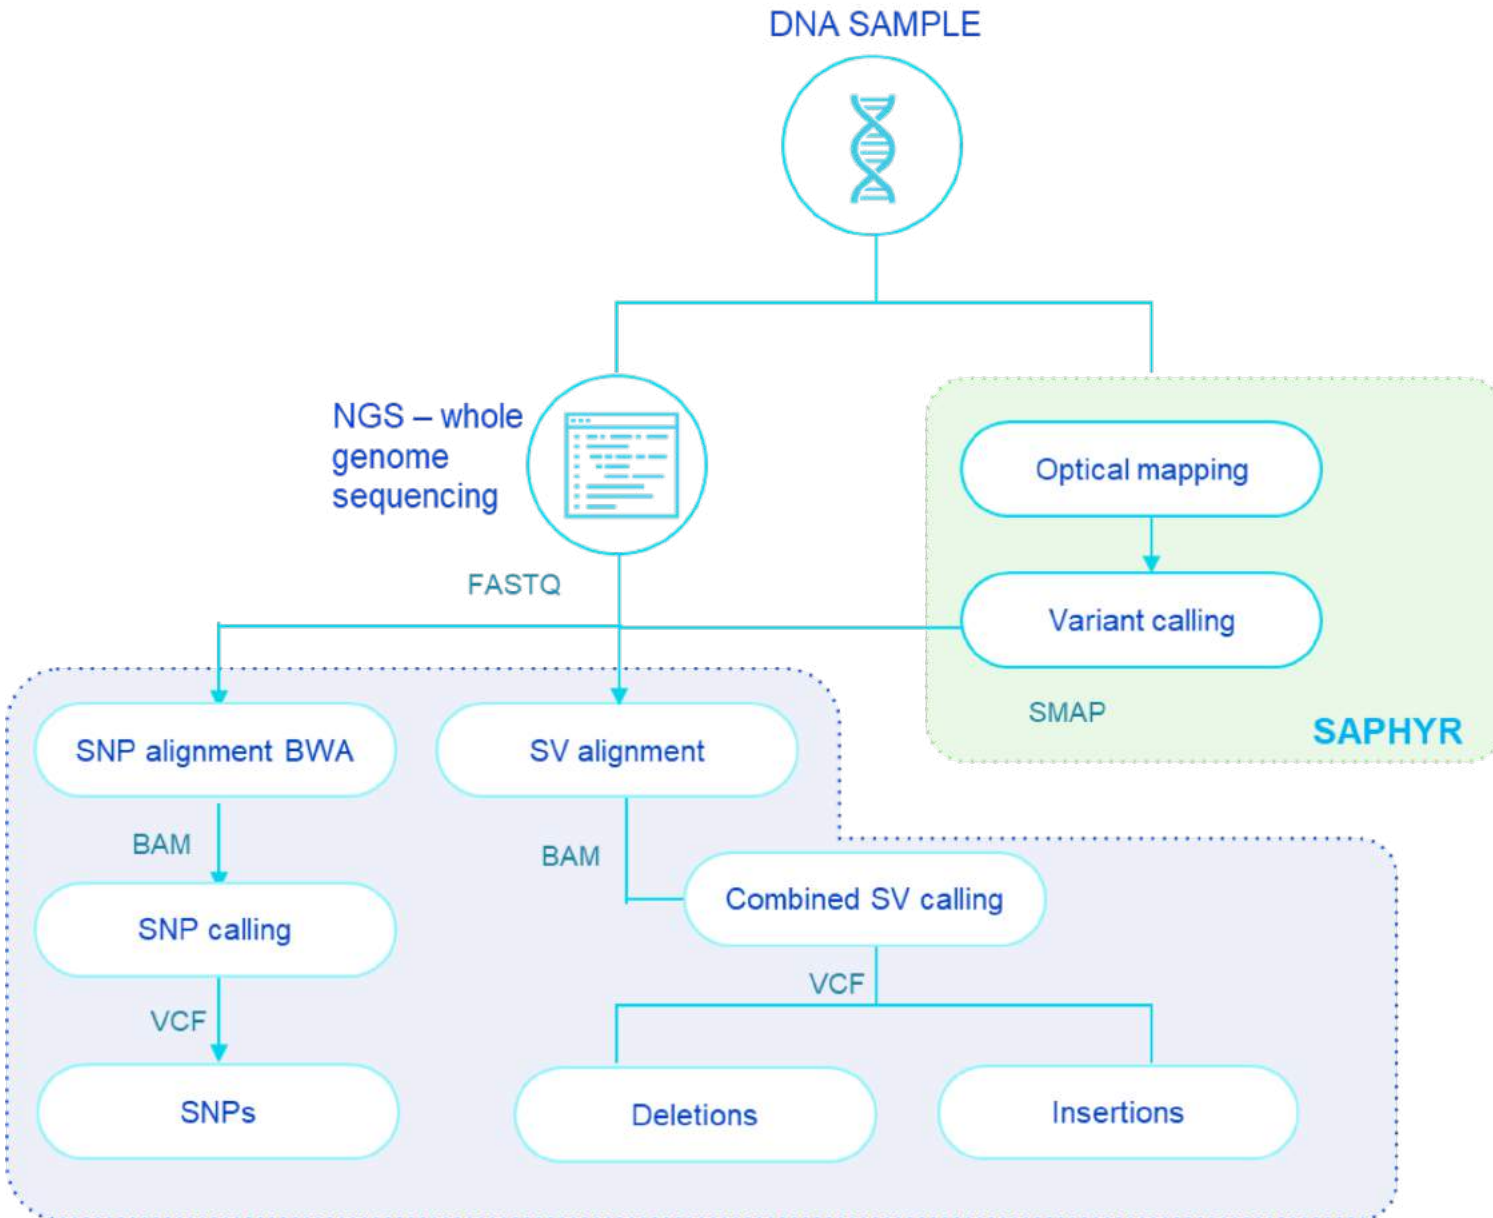 DNA SAMPLE
NGS – whole
genome
sequencing
Optical mapping
FASTQ
Variant calling
SMAP
SAPHYR
SNP alignment BWA
SV alignment
BAM
BAM
Combined SV calling
SNP calling
VCF
VCF
SNPs
Deletions
Insertions